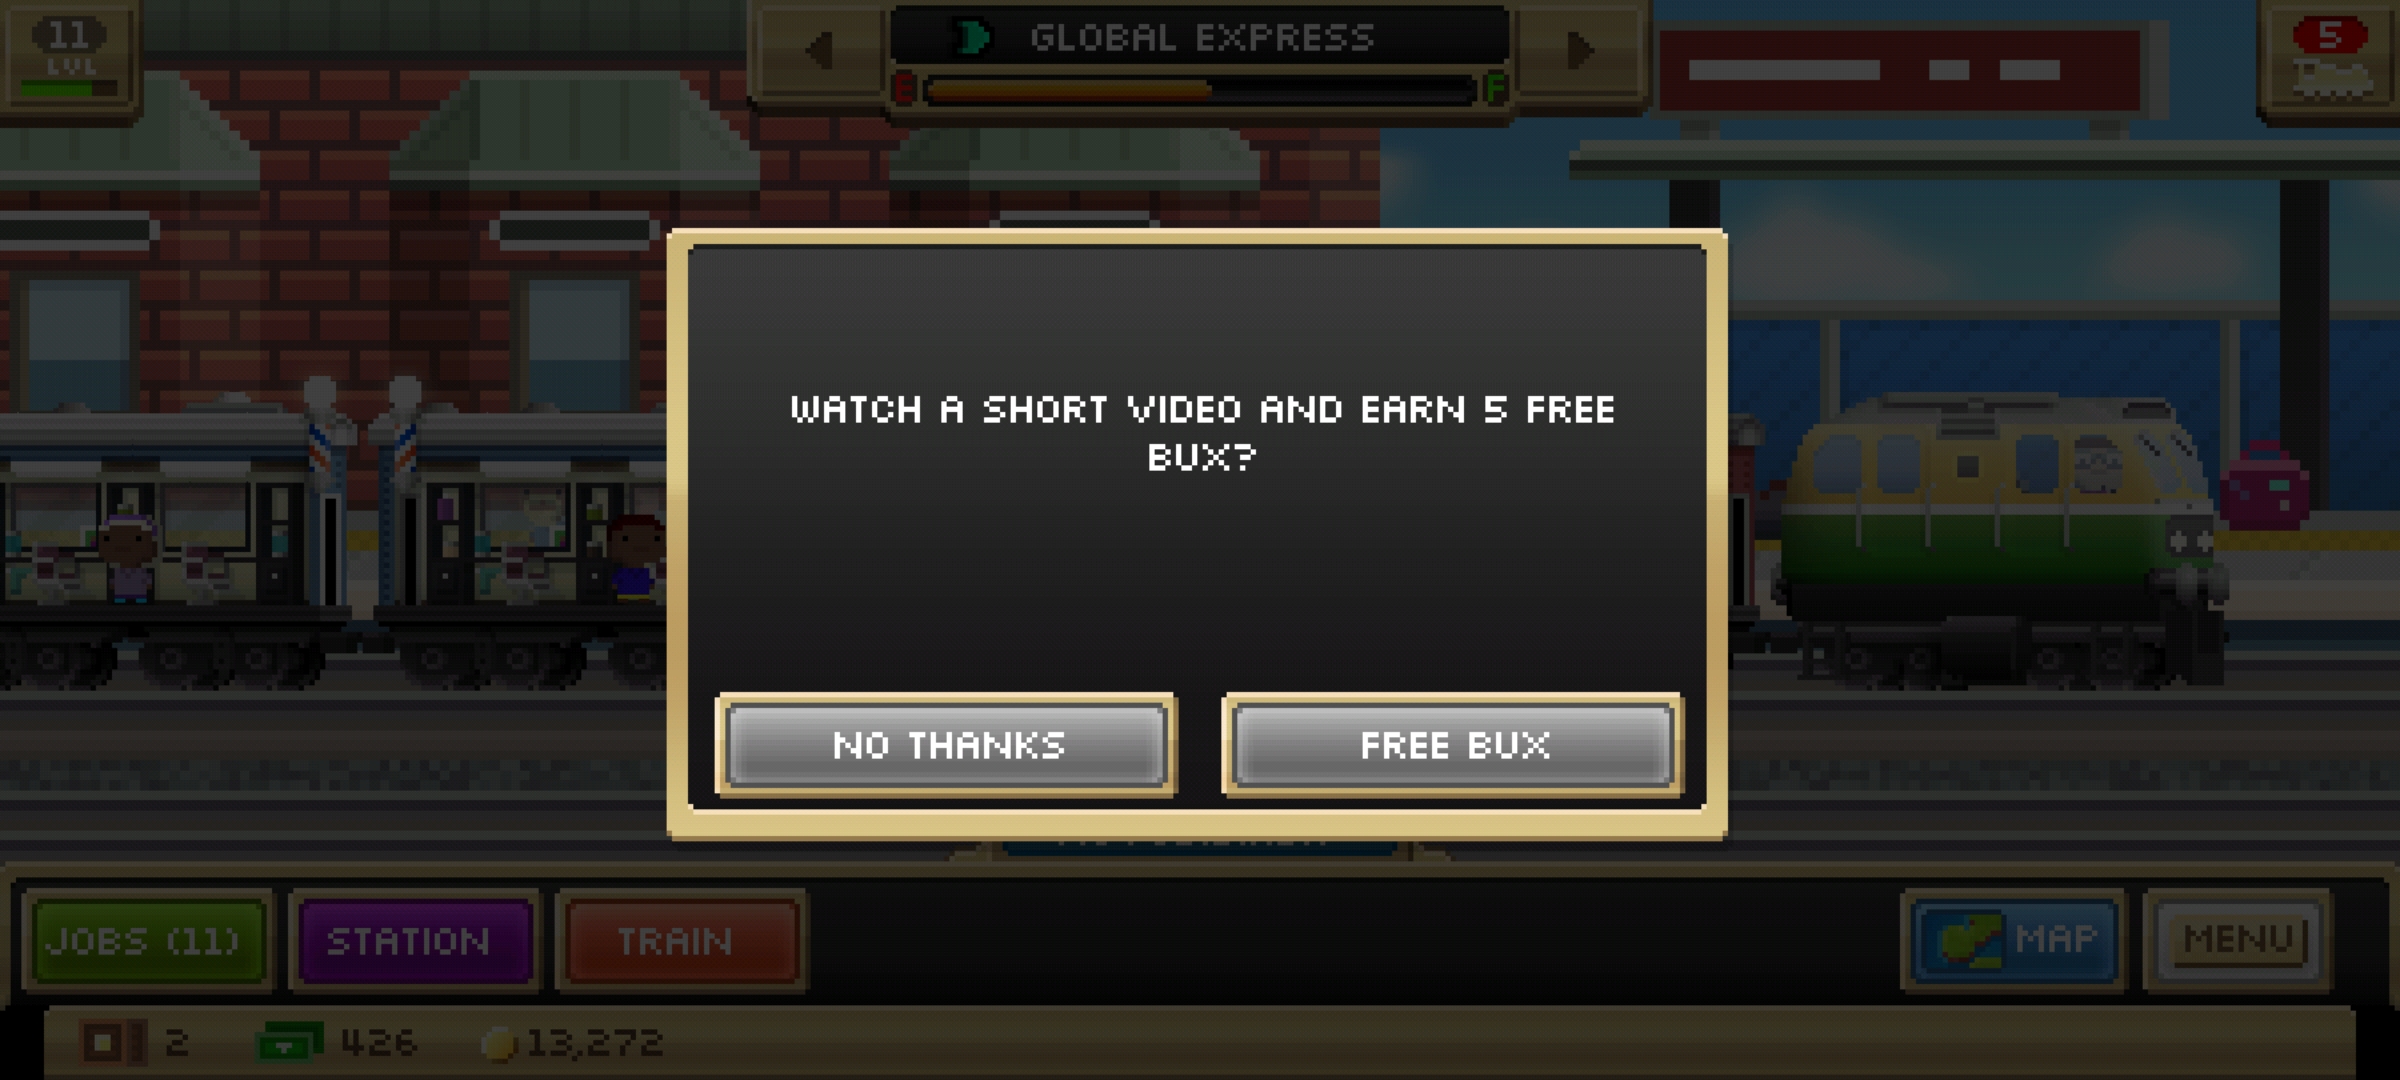 11
LVL
GLOBAL EXPRESS
E
F
5
WATCH A SHORT VIDEO AND EARN 5 FREE
BUX?
NO THANKS
FREE BUX
JOBS (11)
STATION
TRAIN
MAP
MENU
2
426
13,272